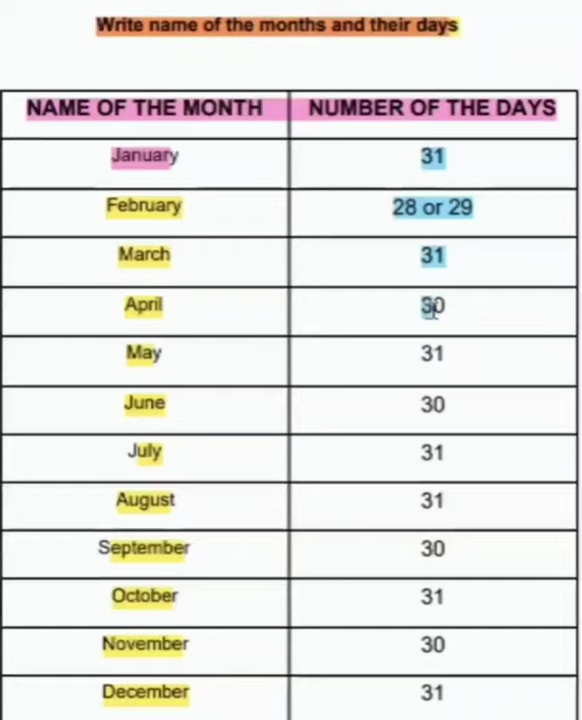 Write name of the months and their days
NAME OF THE MONTH NUMBER OF THE DAYS
January 31
February 28 or 29
March 31
April 30
May 31
June 30
July 31
August 31
September 30
October 31
November 30
December 31